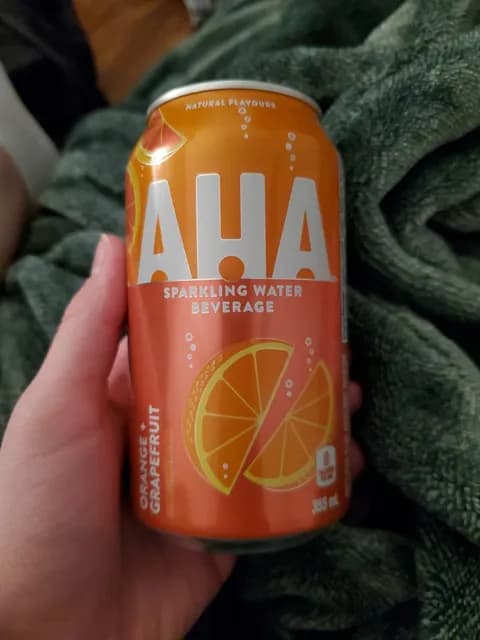 NATURAL FLAVOURS
AHA
SPARKLING WATER
BEVERAGE
ORANGE +
GRAPEFRUIT
355 mL